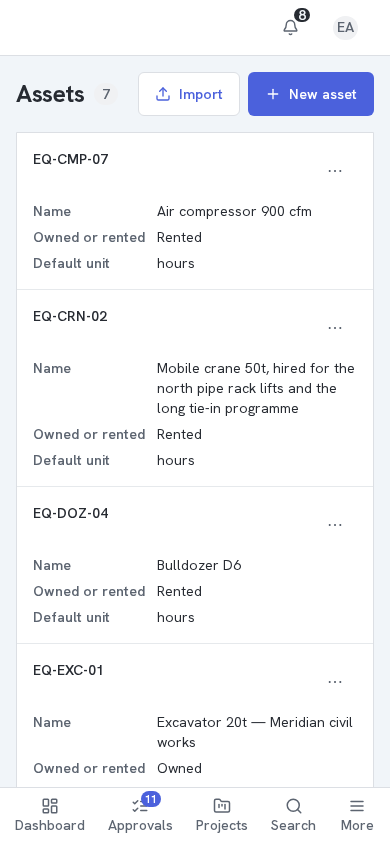 8
EA
Assets 7 Import New asset
EQ-CMP-07
Name Air compressor 900 cfm
Owned or rented Rented
Default unit hours
EQ-CRN-02
Name Mobile crane 50t, hired for the
north pipe rack lifts and the
long tie-in programme
Owned or rented Rented
Default unit hours
EQ-DOZ-04
Name Bulldozer D6
Owned or rented Rented
Default unit hours
EQ-EXC-01
Name Excavator 20t — Meridian civil
works
Owned or rented Owned
11
Dashboard Approvals Projects Search More